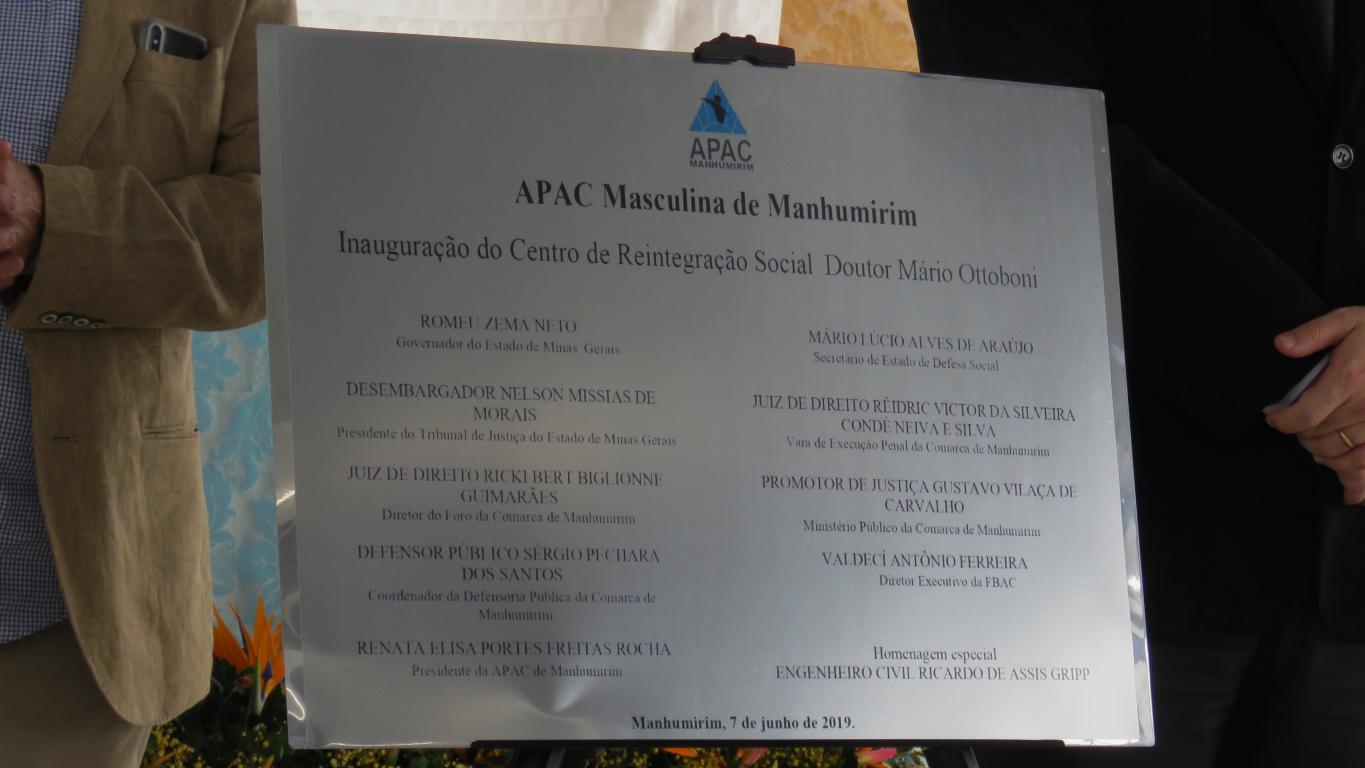 APAC
MANHUMIRIM
APAC Masculina de Manhumirim
Inauguração do Centro de Reintegração Social Doutor Mário Ottoboni
ROMEU ZEMA NETO
Governador do Estado de Minas Gerais
DESEMBARGADOR NELSON MISSIAS DE
MORAIS
Presidente do Tribunal de Justiça do Estado de Minas Gerais
JUIZ DE DIREITO RICKI BERT BIGLIONNE
GUIMARÃES
Diretor do Foro da Comarca de Manhumirim
DEFENSOR PÚBLICO SÉRGIO PECHARA
DOS SANTOS
Coordenador da Defensoria Pública da Comarca de
Manhumirim
RENATA ELISA PORTES FREITAS ROCHA
Presidente da APAC de Manhumirim
MÁRIO LÚCIO ALVES DE ARAÚJO
Secretário de Estado de Defesa Social
JUIZ DE DIREITO RÊIDRIC VÍCTOR DA SILVEIRA
CONDÉ NEIVA E SILVA
Vara de Execução Penal da Comarca de Manhumirim
PROMOTOR DE JUSTIÇA GUSTAVO VILAÇA DE
CARVALHO
Ministério Público da Comarca de Manhumirim
VALDECÍ ANTÔNIO FERREIRA
Diretor Executivo da FBAC
Homenagem especial
ENGENHEIRO CIVIL RICARDO DE ASSIS GRIPP
Manhumirim, 7 de junho de 2019.